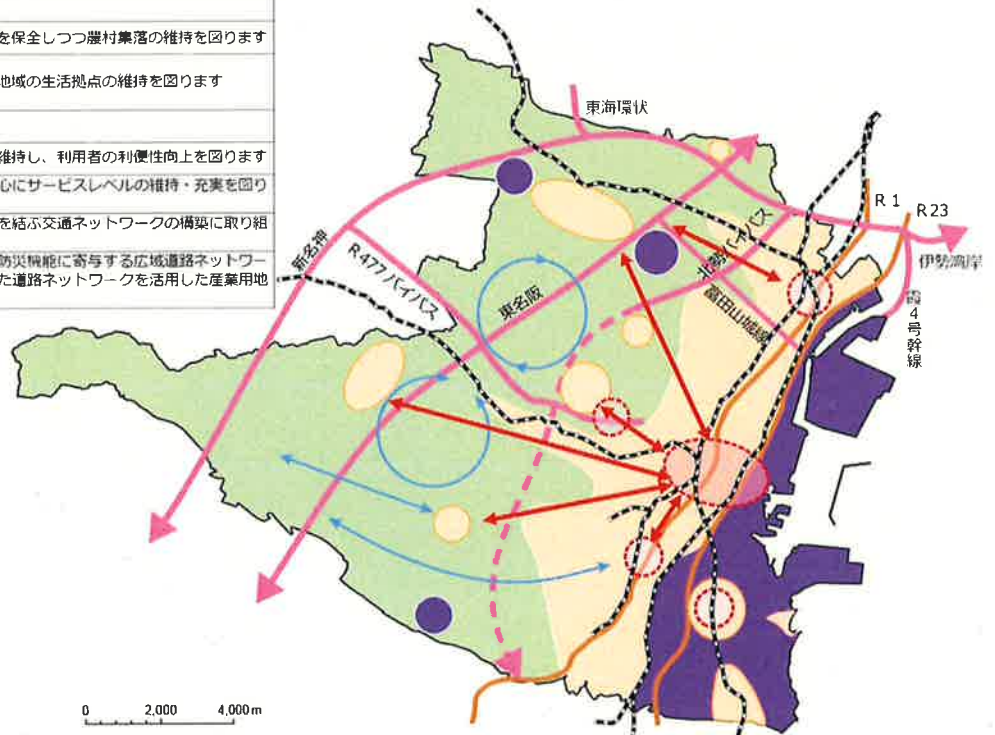 を保全しつつ農村集落の維持を図ります
地域の生活拠点の維持を図ります
維持し、利用者の利便性向上を図ります
心にサービスレベルの維持・充実を図り
を結ぶ交通ネットワークの構築に取り組
防災機能に寄与する広域道路ネットワー
た道路ネットワークを活用した産業用地
東海環状
R 1
R 23
伊勢湾岸
霞4号幹線
北勢バイパス
富田山城線
新名神
R 477 バイパス
東名阪
0 2,000 4,000 m